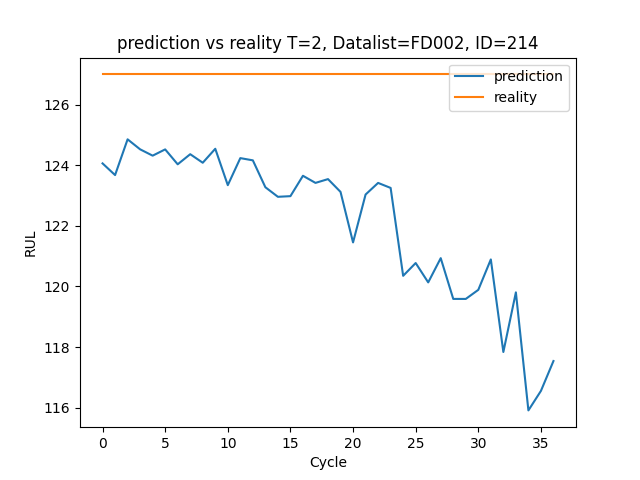 prediction vs reality T=2, Datalist=FD002, ID=214
prediction
reality
RUL
126
124
122
120
118
116
0 5 10 15 20 25 30 35
Cycle